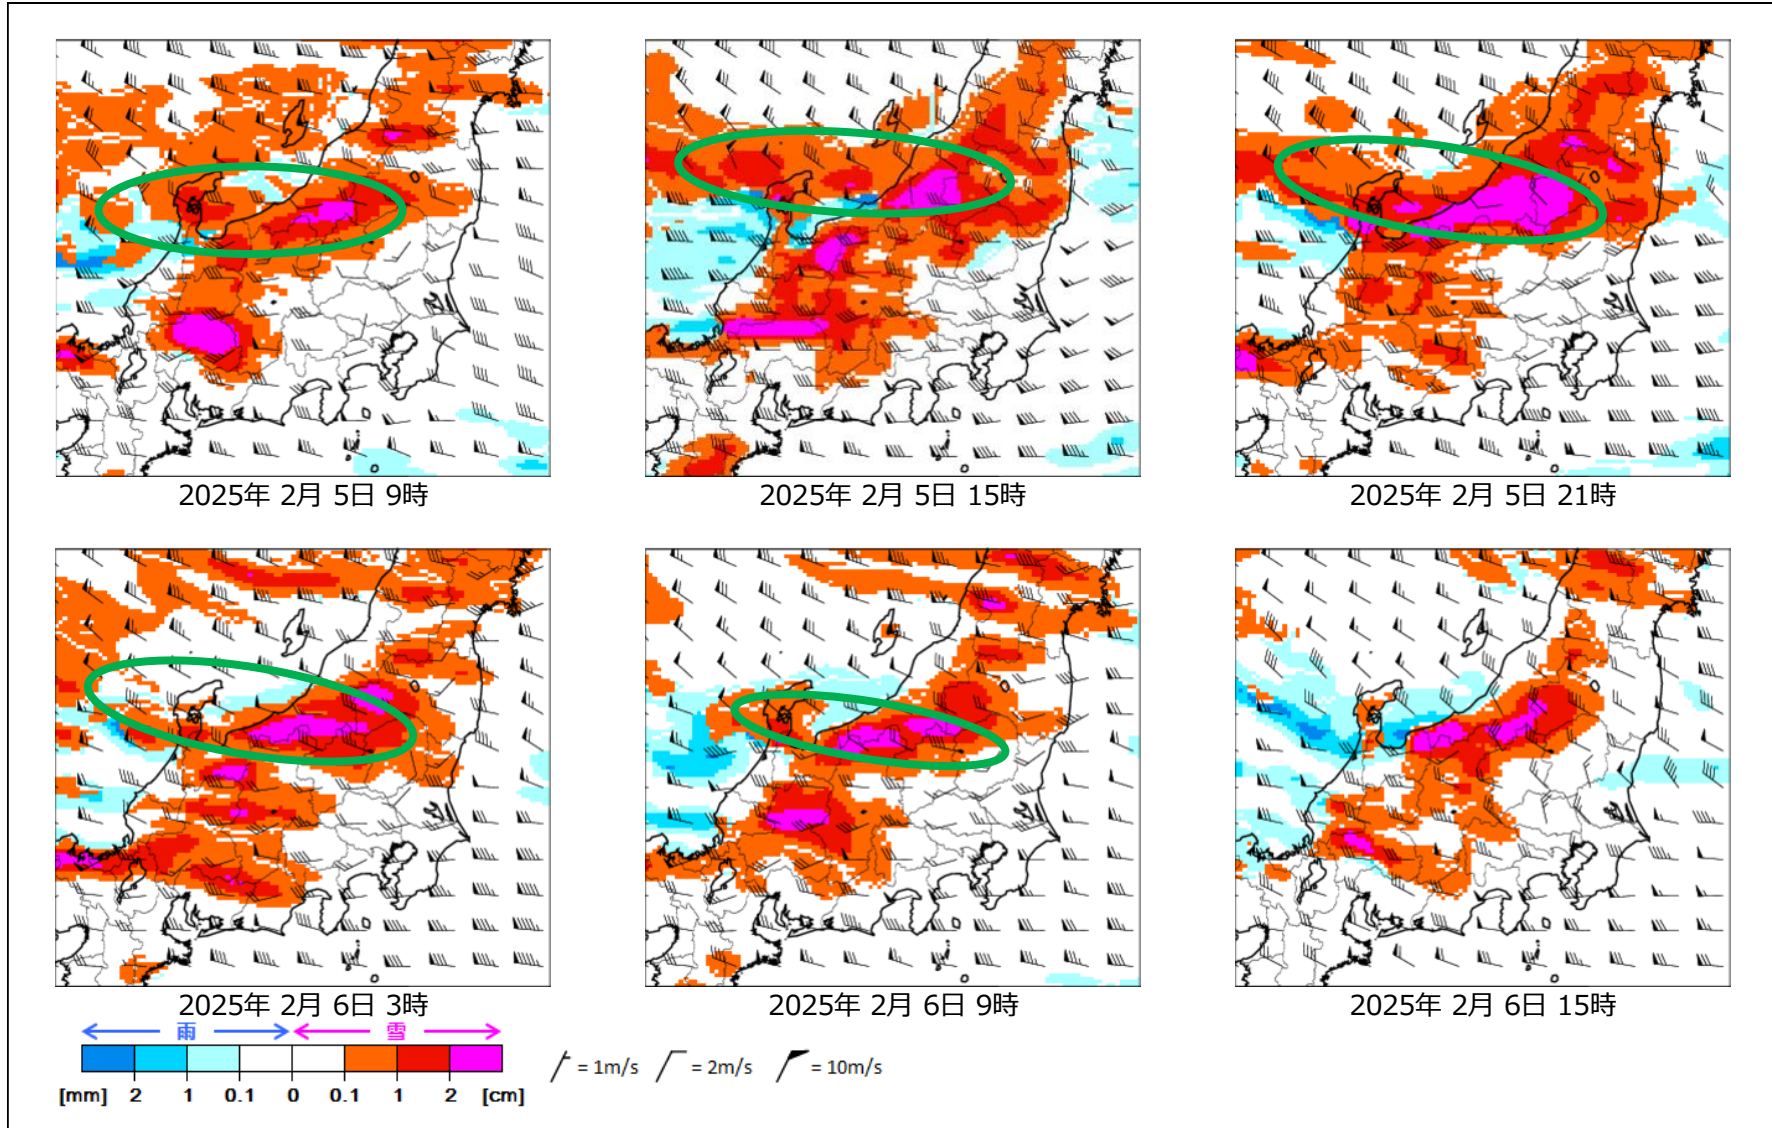 2025年 2月 5日 9時
2025年 2月 5日 15時
2025年 2月 5日 21時
2025年 2月 6日 3時
2025年 2月 6日 9時
2025年 2月 6日 15時
雨 雪
= 1m/s = 2m/s = 10m/s
[mm] 2 1 0.1 0 0.1 1 2 [cm]